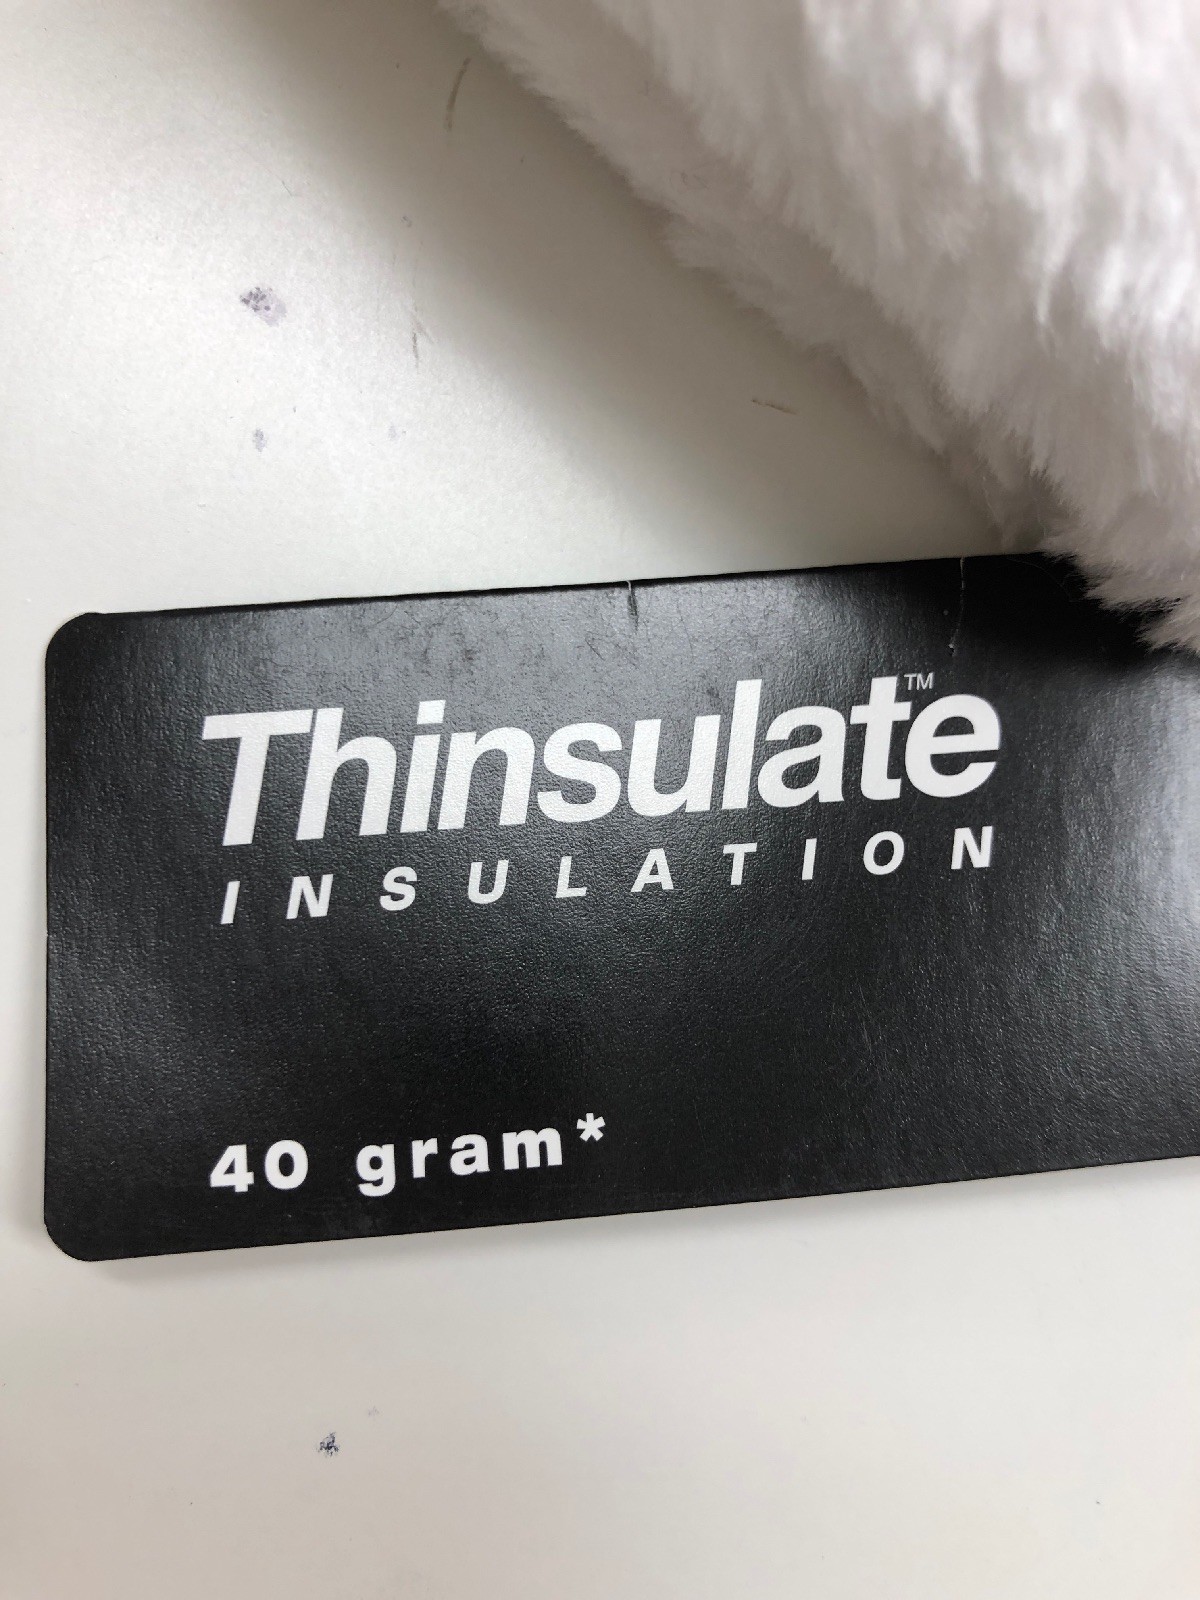 Thinsulate™
INSULATION
40 gram*